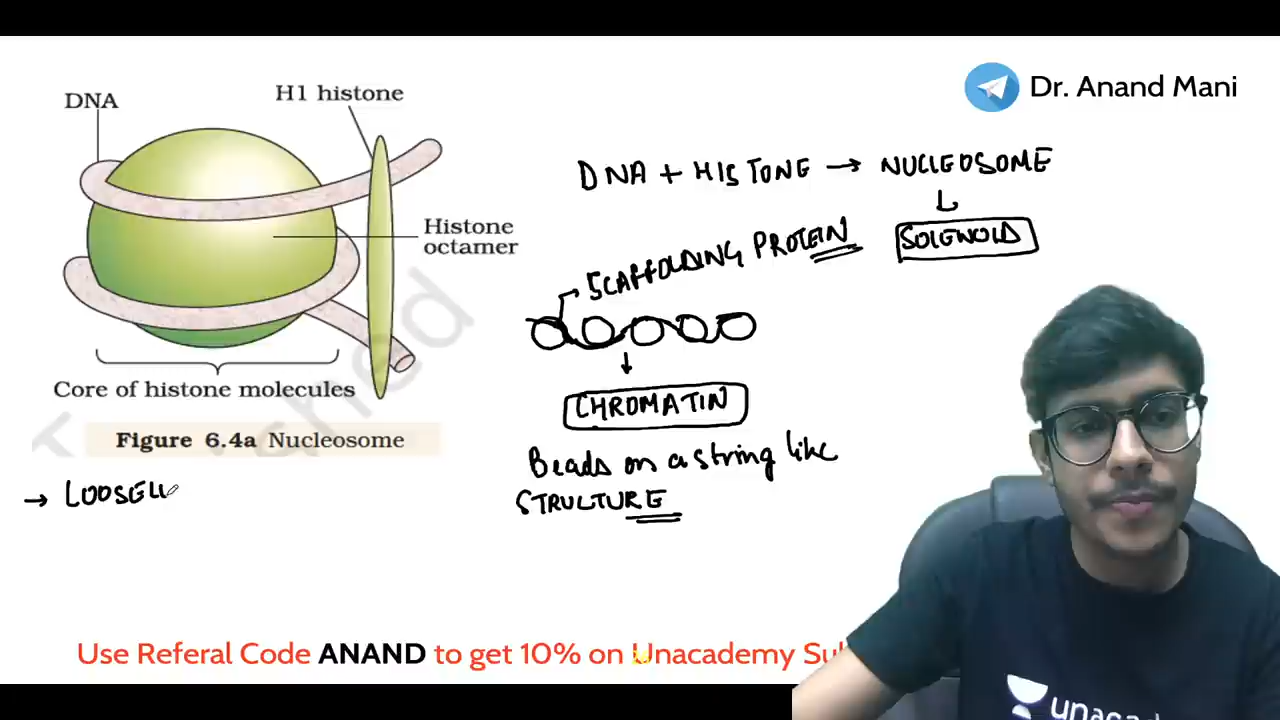 DNA
H1 histone
Histone
octamer
Core of histone molecules
Figure 6.4a Nucleosome
→ LOOSELY
Dr. Anand Mani
DNA + HISTONE → NUCLEOSOME
SOLENOID
SCAFFOLDING PROTEIN
CHROMATIN
Beads on a string like
STRUCTURE
Use Referal Code ANAND to get 10% on Unacademy Su
unaca